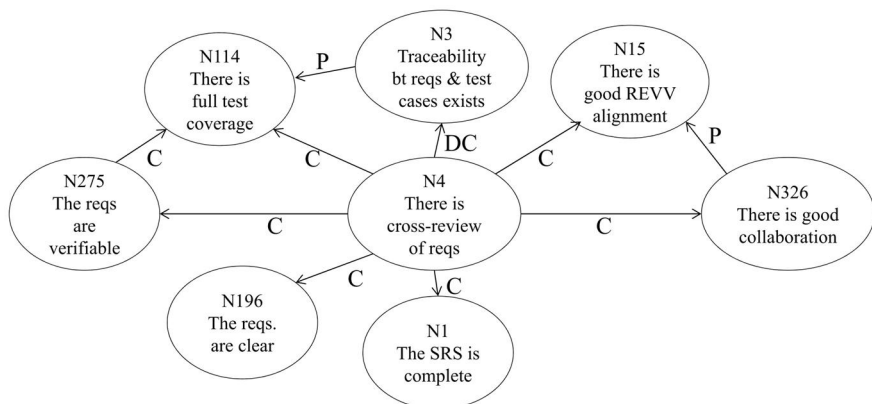 N114
There is
full test
coverage
P
N3
Traceability
bt reqs & test
cases exists
N15
There is
good REVV
alignment
C
C
DC
C
P
N275
The reqs
are
verifiable
C
N4
There is
cross-review
of reqs
C
N326
There is good
collaboration
C
C
N196
The reqs.
are clear
N1
The SRS is
complete